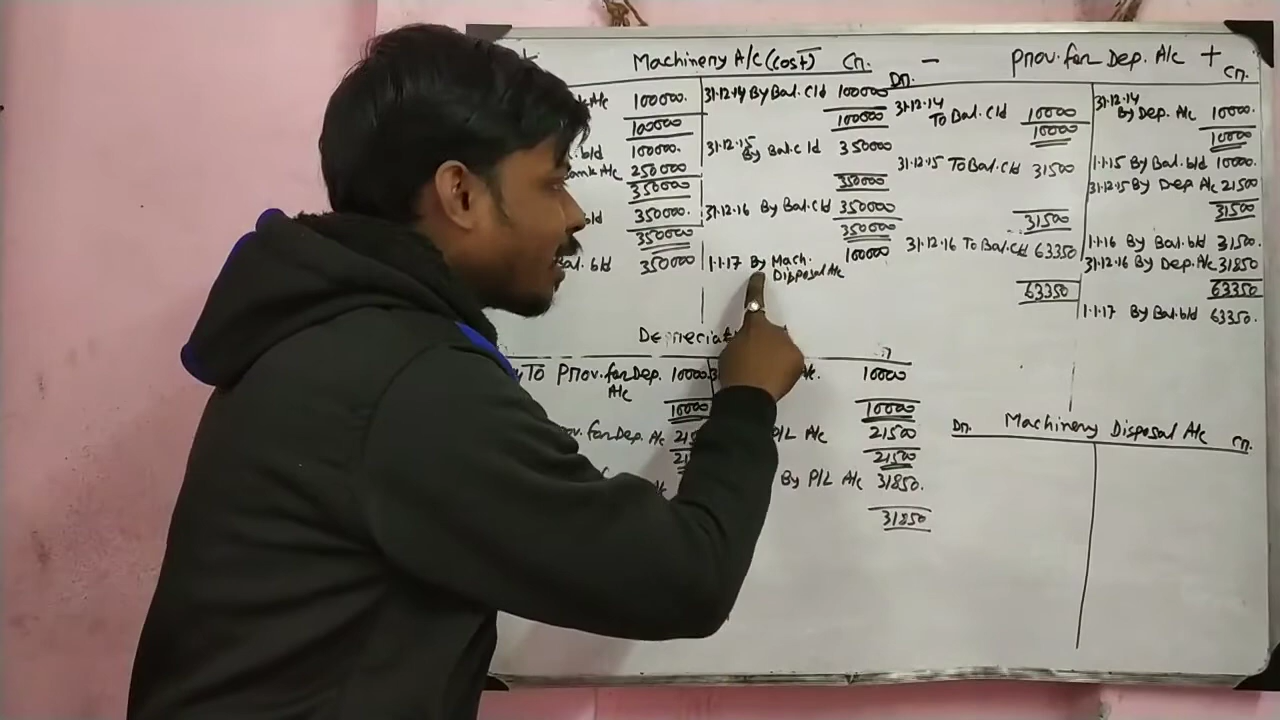 Machinery A/c (cost) Cr.
A/c 100000. 31.12.14 By Bal. C/d 100000
100000 100000
b/d 100000. 31.12.15 By Bal. C/d 350000
Bank A/c 250000
350000 350000
b/d 350000. 31.12.16 By Bal. C/d 350000
350000 350000
Bal. b/d 350000 1.1.17 By Mach. Disposal A/c 100000
Dr. - Prov. for Dep. A/c + Cr.
31.12.14 To Bal. C/d 10000 31.12.14 By Dep. A/c 10000.
10000 10000
31.12.15 To Bal. C/d 31500 1.1.15 By Bal. b/d 10000.
31.12.15 By Dep A/c 21500
31500 31500
31.12.16 To Bal. C/d 63350 1.1.16 By Bal. b/d 31500.
31.12.16 By Dep. A/c 31850
63350 63350
1.1.17 By Bal. b/d 63350.
To Prov. for Dep. A/c 10000 10000
10000 10000
for Dep. A/c P/L A/c 21500
21500
By P/L A/c 31850.
31850
Dr. Machinery Disposal A/c Cr.